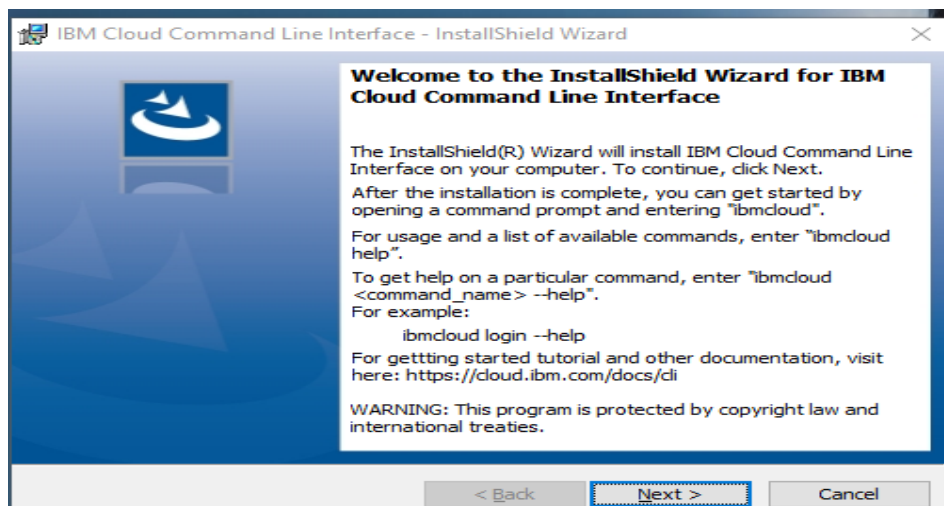 IBM Cloud Command Line Interface - InstallShield Wizard
Welcome to the InstallShield Wizard for IBM
Cloud Command Line Interface
The InstallShield(R) Wizard will install IBM Cloud Command Line
Interface on your computer. To continue, click Next.
After the installation is complete, you can get started by
opening a command prompt and entering "ibmcloud".
For usage and a list of available commands, enter "ibmcloud
help".
To get help on a particular command, enter "ibmcloud
<command_name> --help".
For example:
ibmcloud login --help
For gettting started tutorial and other documentation, visit
here: https://cloud.ibm.com/docs/cli
WARNING: This program is protected by copyright law and
international treaties.
< Back
Next >
Cancel